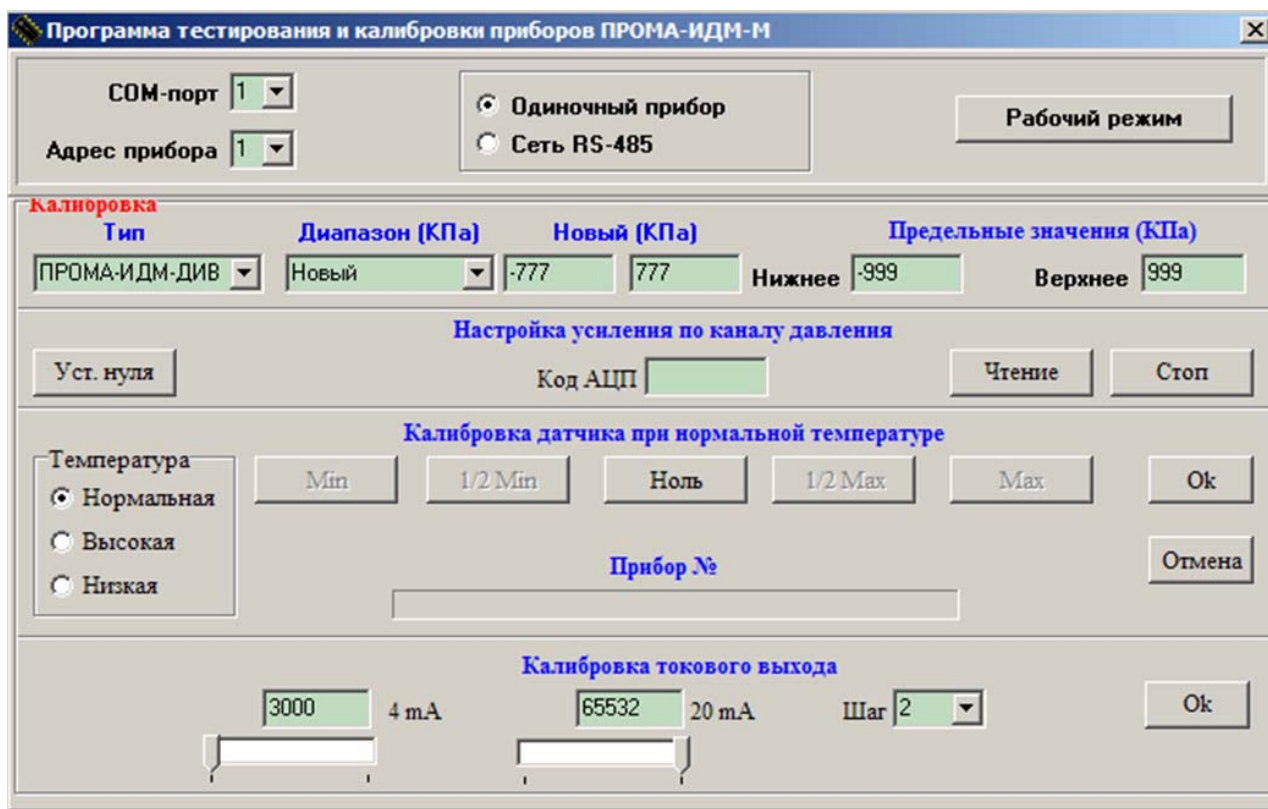 Программа тестирования и калибровки приборов ПРОМА-ИДМ-М
COM-порт 1
Одиночный прибор
Рабочий режим
Адрес прибора 1
Сеть RS-485
Калибровка
Тип Диапазон (КПа) Новый (КПа) Предельные значения (КПа)
ПРОМА-ИДМ-ДИВ Новый -777 777 Нижнее -999 Верхнее 999
Настройка усиления по каналу давления
Уст. нуля Код АЦП Чтение Стоп
Калибровка датчика при нормальной температуре
Температура
Min 1/2 Min Ноль 1/2 Max Max Ok
Нормальная
Высокая
Низкая
Прибор №
Отмена
Калибровка токового выхода
3000 4 mA 65532 20 mA Шаг 2 Ok